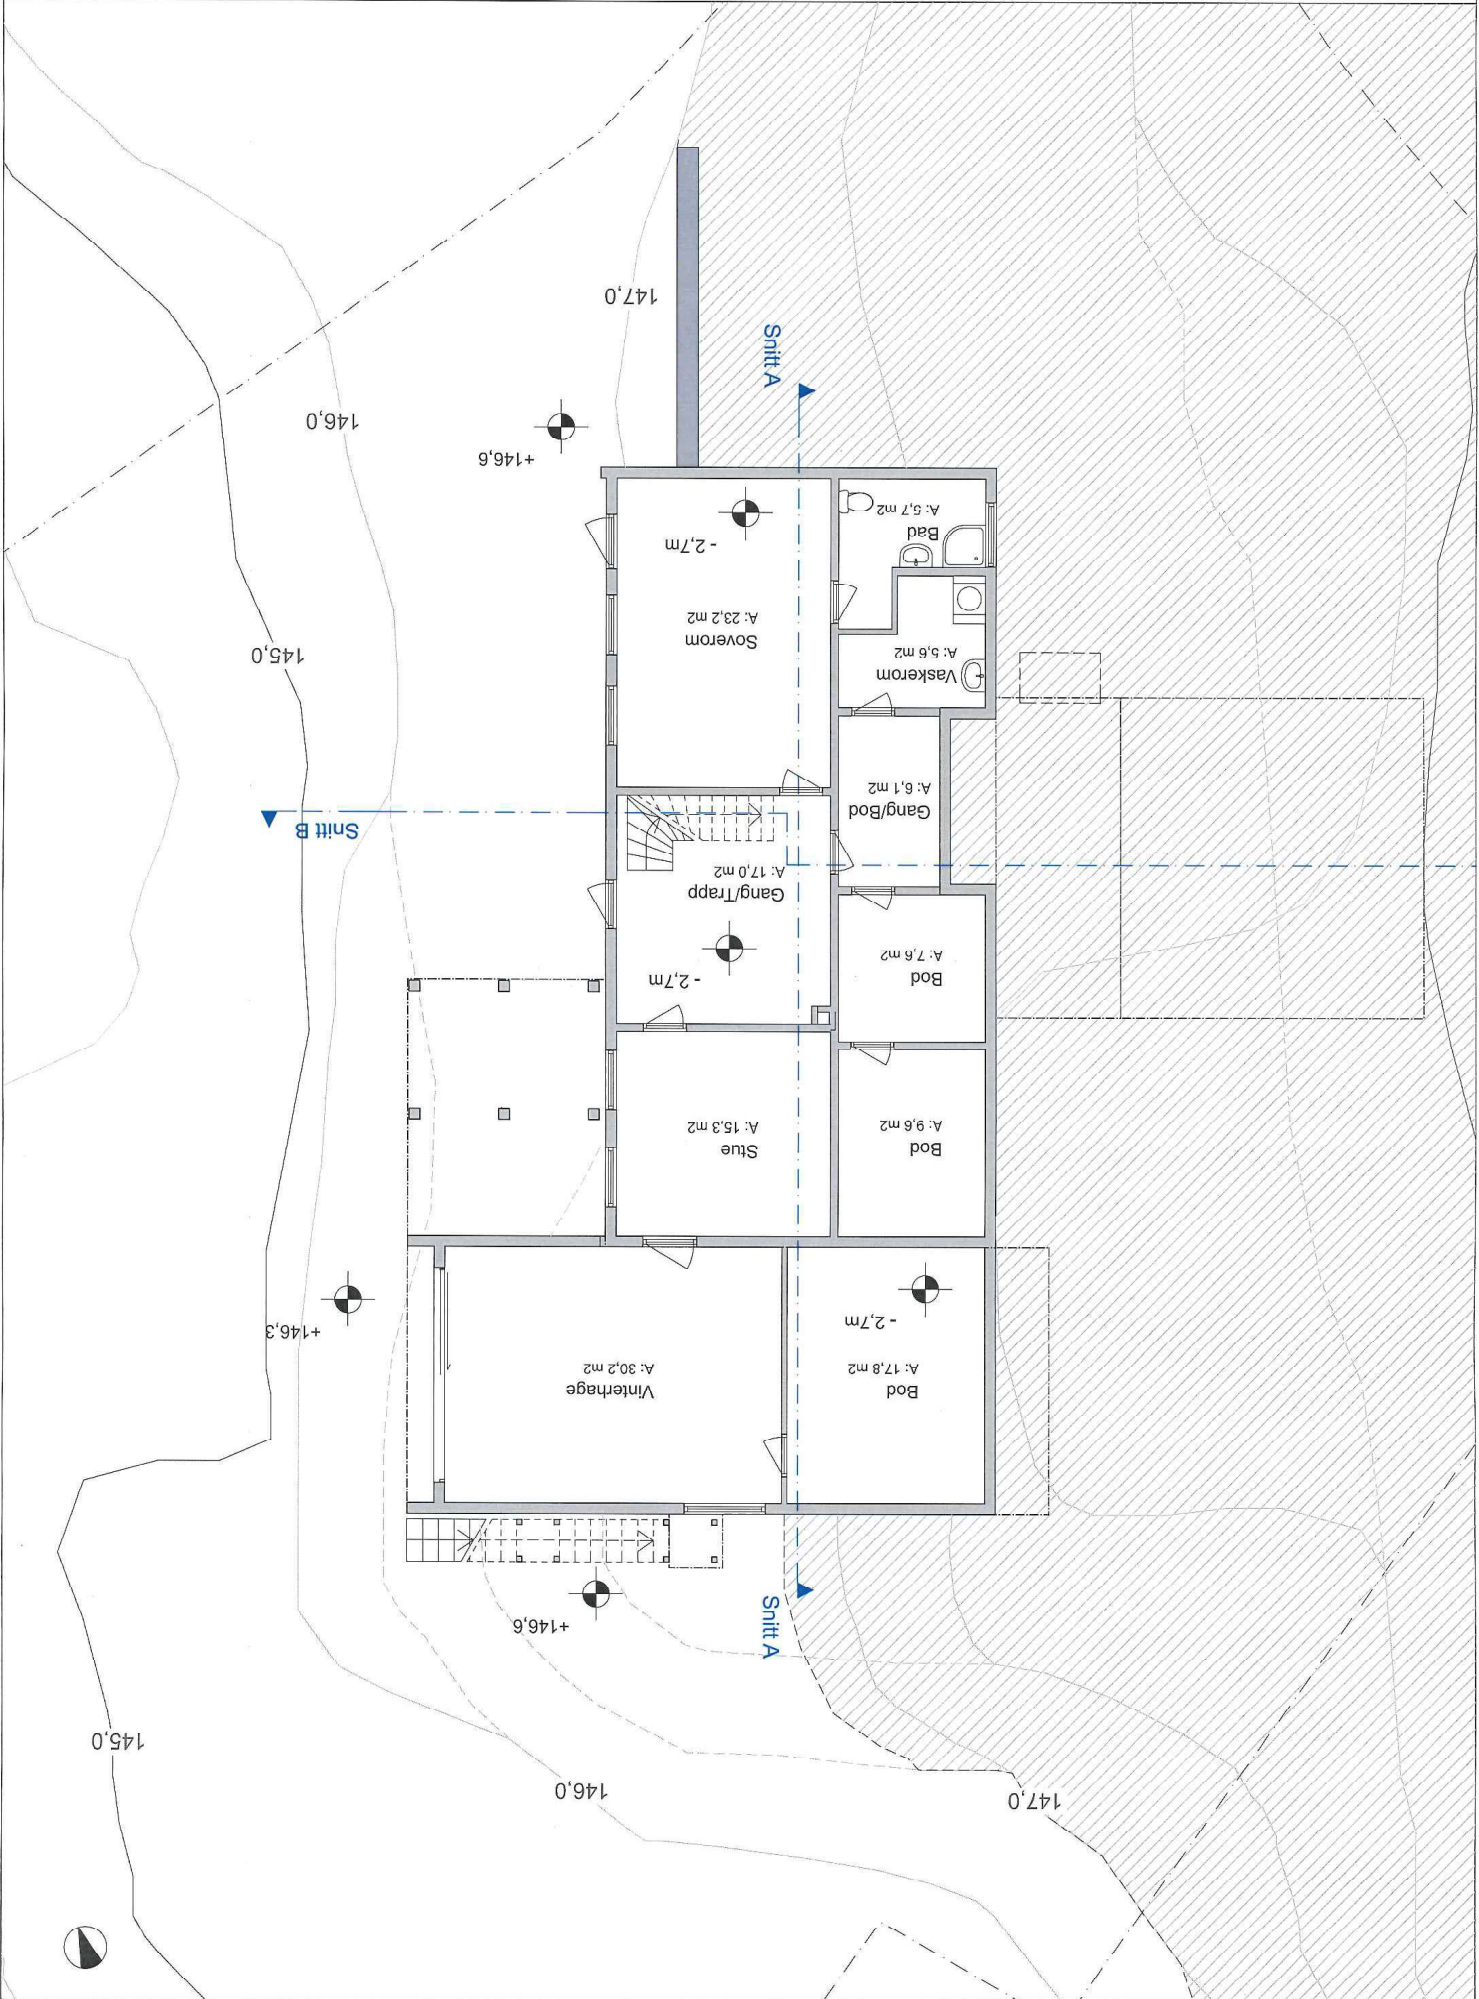 147,0
146,0
145,0
Snitt A
+146,6
Bod
A: 17,8 m2
- 2,7m
Vinterhage
A: 30,2 m2
+146,3
Bod
A: 9,6 m2
Stue
A: 15.3 m2
Bod
A: 7,6 m2
- 2,7m
Gang/Trapp
A: 17,0 m2
Gang/Bod
A: 6,1 m2
Snitt B
Vaskerom
A: 5,6 m2
Soverom
A: 23,2 m2
- 2,7m
145,0
Bad
A: 5,7 m2
+146,6
146,0
Snitt A
147,0